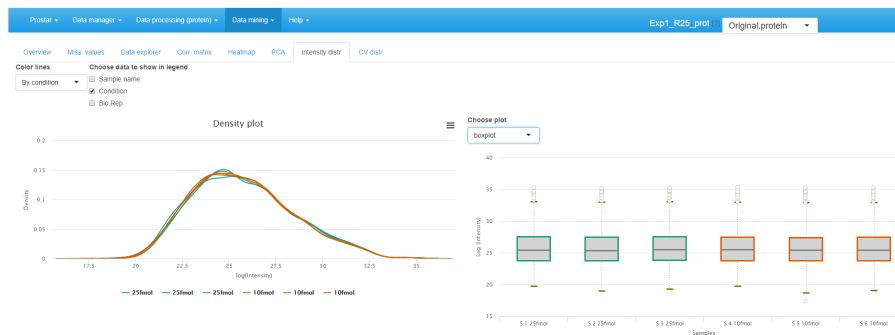 Prostar Data manager Data processing (protein) Data mining Help Exp1_R25_prot Original.protein
Overview Miss. values Data explorer Corr. matrix Heatmap PCA Intensity distr. CV distr.
Color lines Choose data to show in legend
By condition Sample.name
Condition
Bio.Rep
Density plot
0.2
0.15
0.1
0.05
0
Density
17.5 20 22.5 25 27.5 30 32.5 35
log(Intensity)
25fmol 25fmol 25fmol 10fmol 10fmol 10fmol
Choose plot
boxplot
40
35
30
25
20
15
Log (Intensity)
S 1 25fmol S 2 25fmol S 3 25fmol S 4 10fmol S 5 10fmol S 6 10fmol
Samples